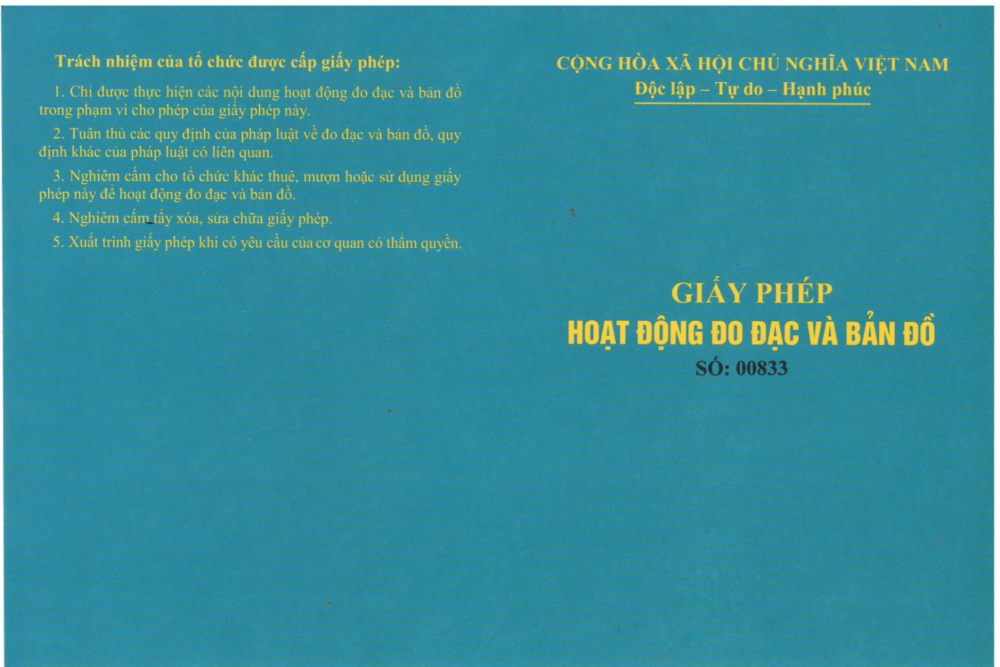 Trách nhiệm của tổ chức được cấp giấy phép:
1. Chỉ được thực hiện các nội dung hoạt động đo đạc và bản đồ
trong phạm vi cho phép của giấy phép này.
2. Tuân thủ các quy định của pháp luật về đo đạc và bản đồ, quy
định khác của pháp luật có liên quan.
3. Nghiêm cấm cho tổ chức khác thuê, mượn hoặc sử dụng giấy
phép này để hoạt động đo đạc và bản đồ.
4. Nghiêm cấm tẩy xóa, sửa chữa giấy phép.
5. Xuất trình giấy phép khi có yêu cầu của cơ quan có thẩm quyền.
CỘNG HÒA XÃ HỘI CHỦ NGHĨA VIỆT NAM
Độc lập – Tự do – Hạnh phúc
GIẤY PHÉP
HOẠT ĐỘNG ĐO ĐẠC VÀ BẢN ĐỒ
SỐ: 00833